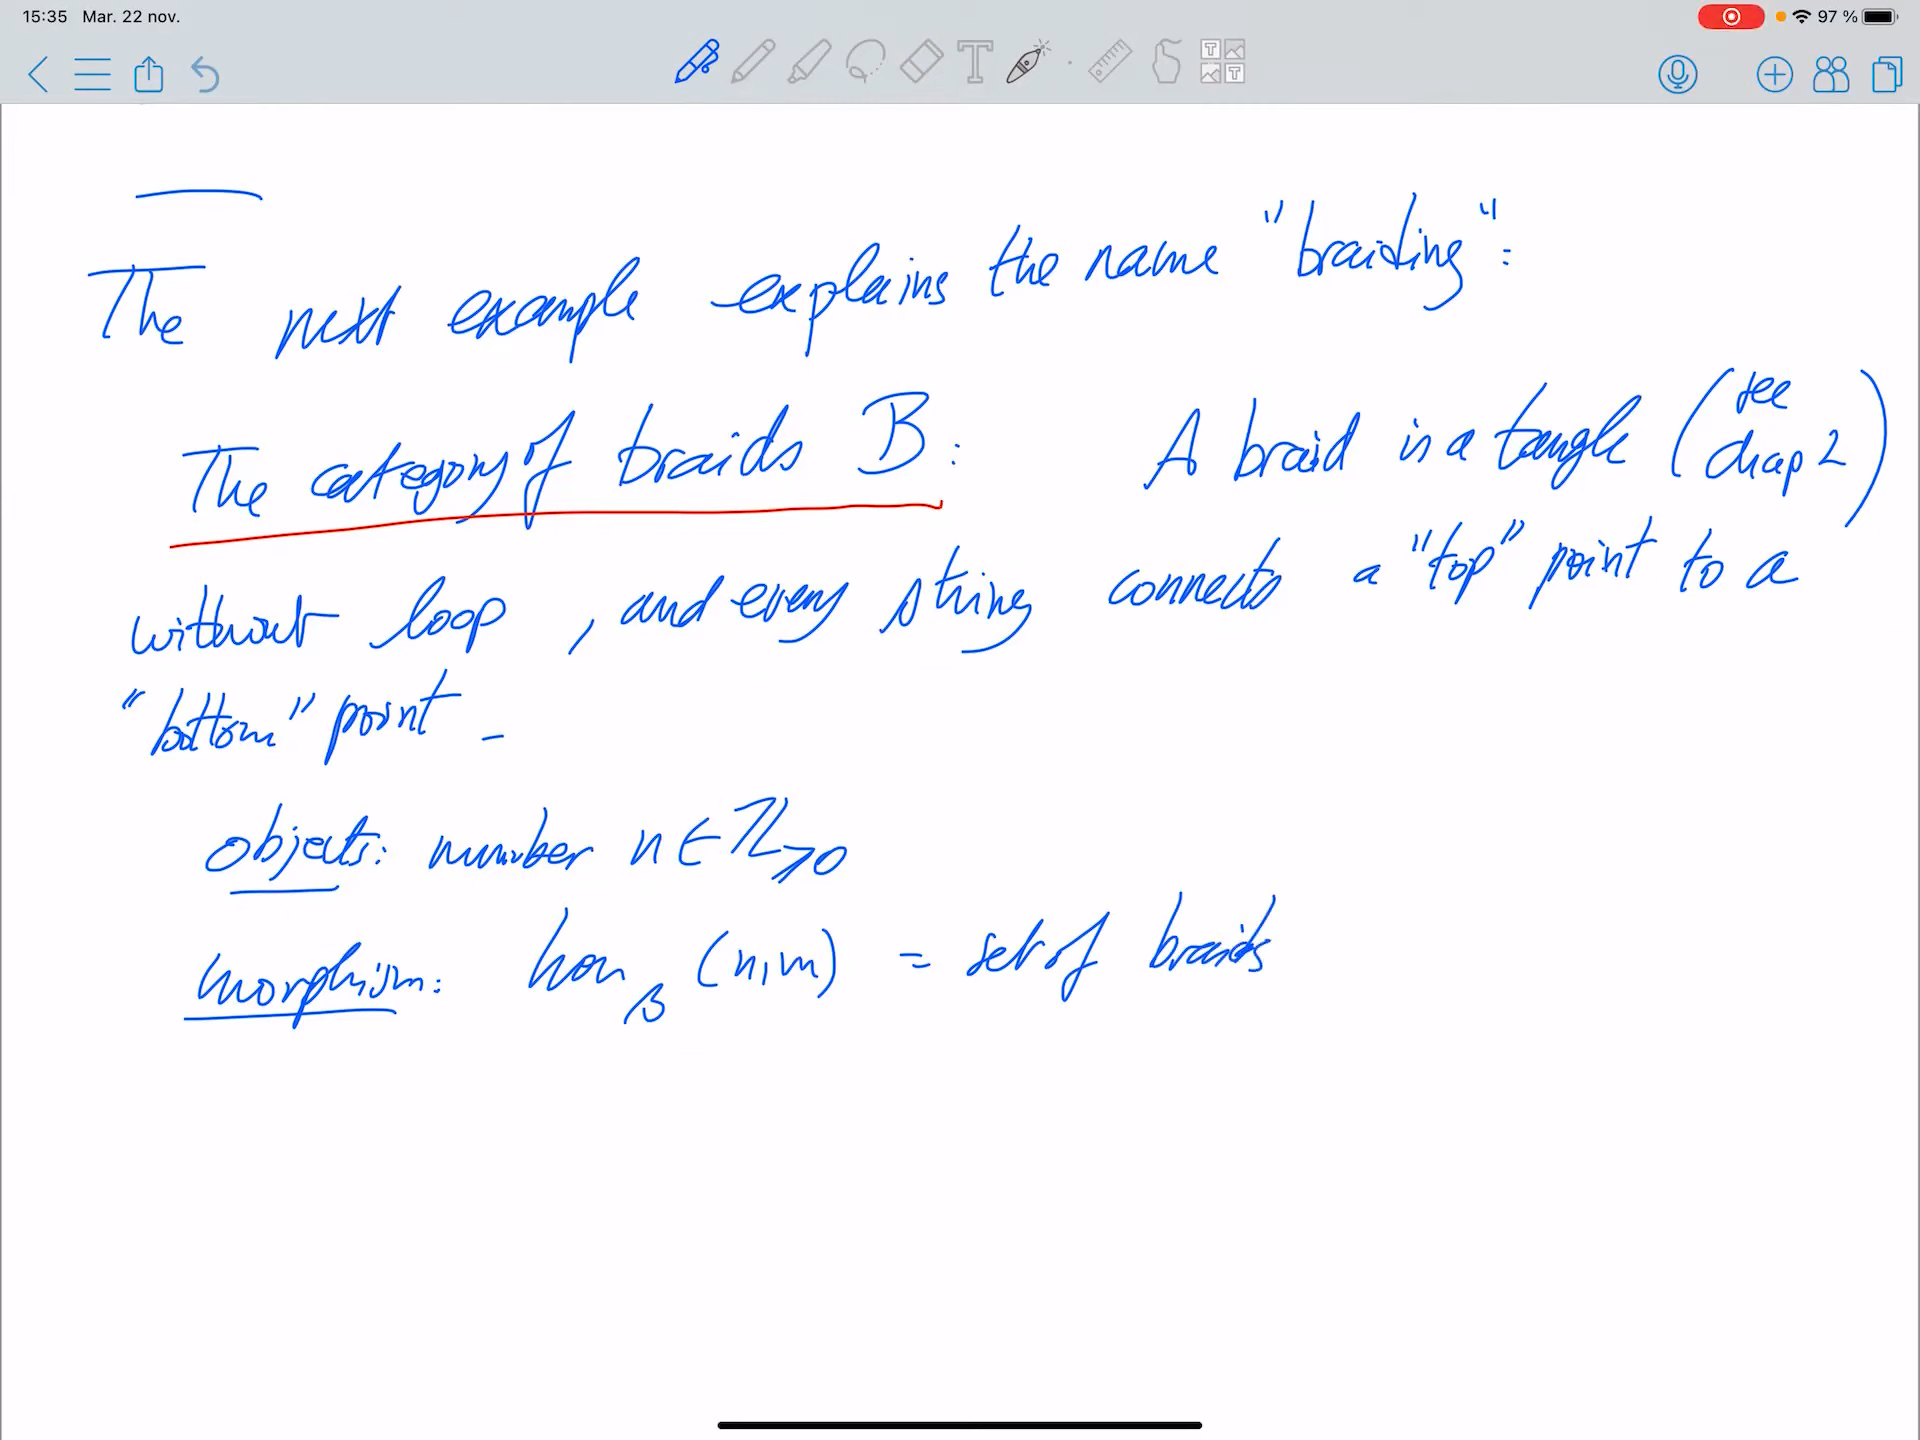 15:35 Mar. 22 nov. 97 %
The next example explains the name "braiding":
The category of braids B: A braid is a tangle (see chap 2)
without loop, and every string connects a "top" point to a
"bottom" point -
objects: number n ∈ ℤ⩾0
morphism: hom_B (n,m) = set of braids